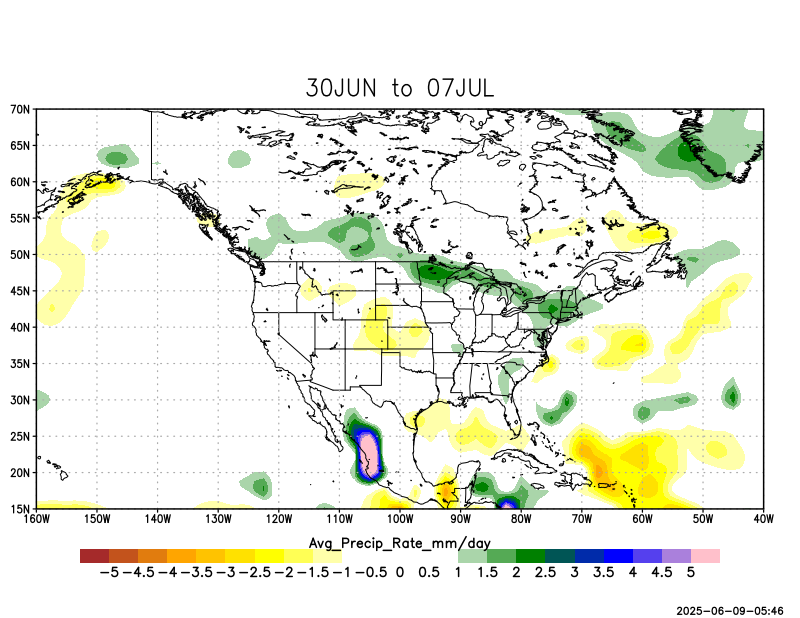 30JUN to 07JUL
70N
65N
60N
55N
50N
45N
40N
35N
30N
25N
20N
15N
160W 150W 140W 130W 120W 110W 100W 90W 80W 70W 60W 50W 40W
Avg_Precip_Rate_mm/day
-5 -4.5 -4 -3.5 -3 -2.5 -2 -1.5 -1 -0.5 0 0.5 1 1.5 2 2.5 3 3.5 4 4.5 5
2025-06-09-05:46